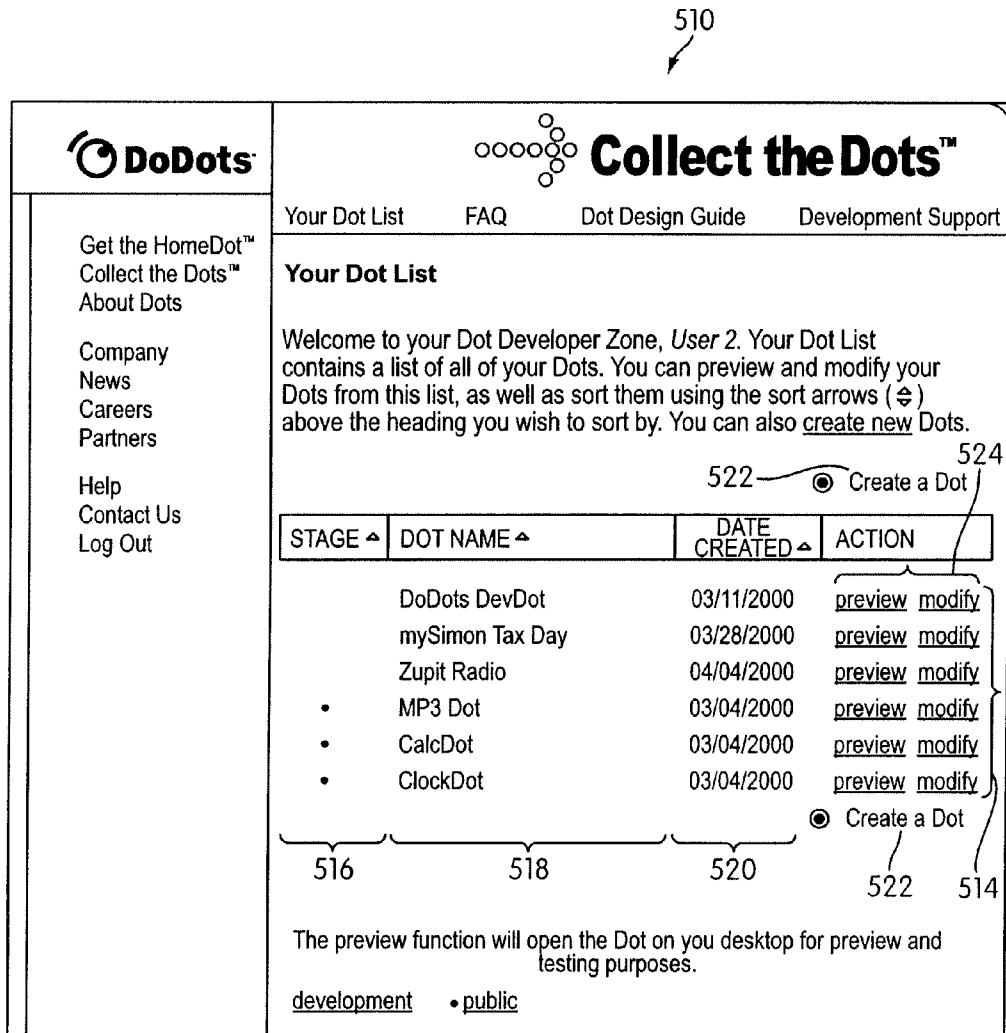 510
DoDots
Collect the Dots™
Your Dot List FAQ Dot Design Guide Development Support
Get the HomeDot™
Collect the Dots™
About Dots
Company
News
Careers
Partners
Help
Contact Us
Log Out
Your Dot List
Welcome to your Dot Developer Zone, User 2. Your Dot List
contains a list of all of your Dots. You can preview and modify your
Dots from this list, as well as sort them using the sort arrows (≙)
above the heading you wish to sort by. You can also create new Dots.
524
522 Create a Dot
STAGE DOT NAME DATE CREATED ACTION
DoDots DevDot 03/11/2000 preview modify
mySimon Tax Day 03/28/2000 preview modify
Zupit Radio 04/04/2000 preview modify
• MP3 Dot 03/04/2000 preview modify
• CalcDot 03/04/2000 preview modify
• ClockDot 03/04/2000 preview modify
Create a Dot
516 518 520 522 514
The preview function will open the Dot on you desktop for preview and
testing purposes.
development • public